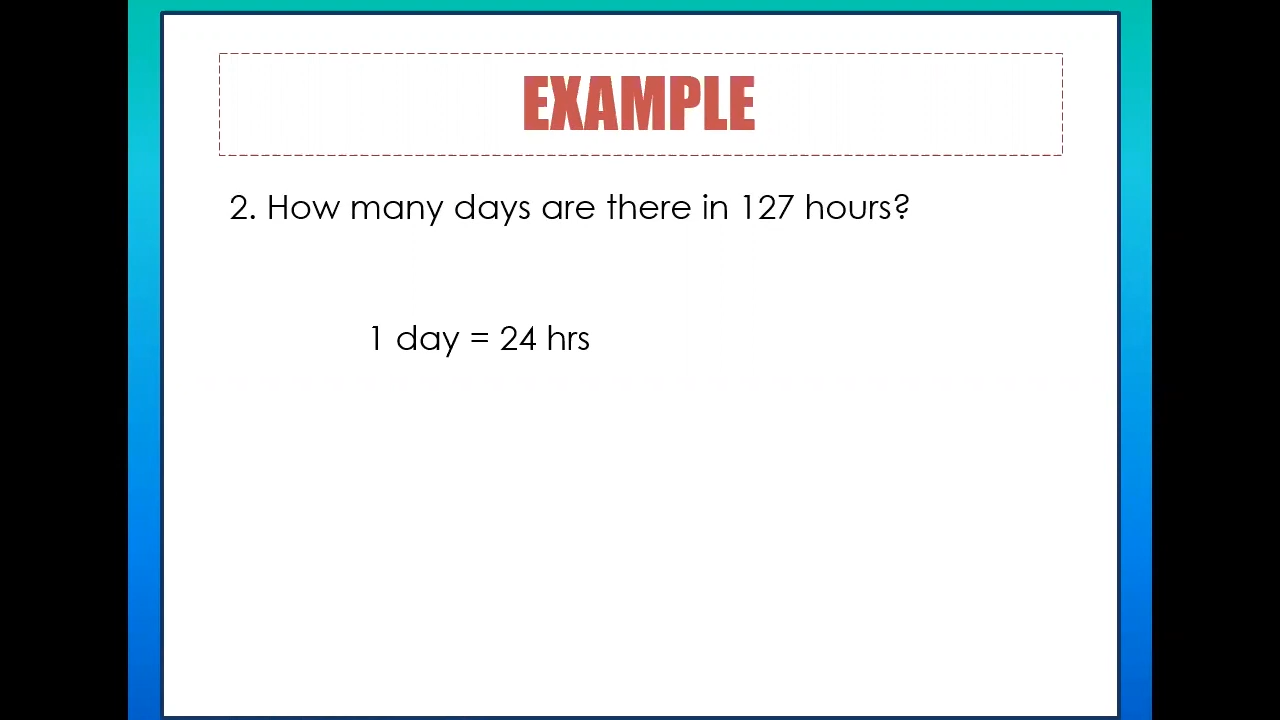 EXAMPLE
2. How many days are there in 127 hours?
1 day = 24 hrs